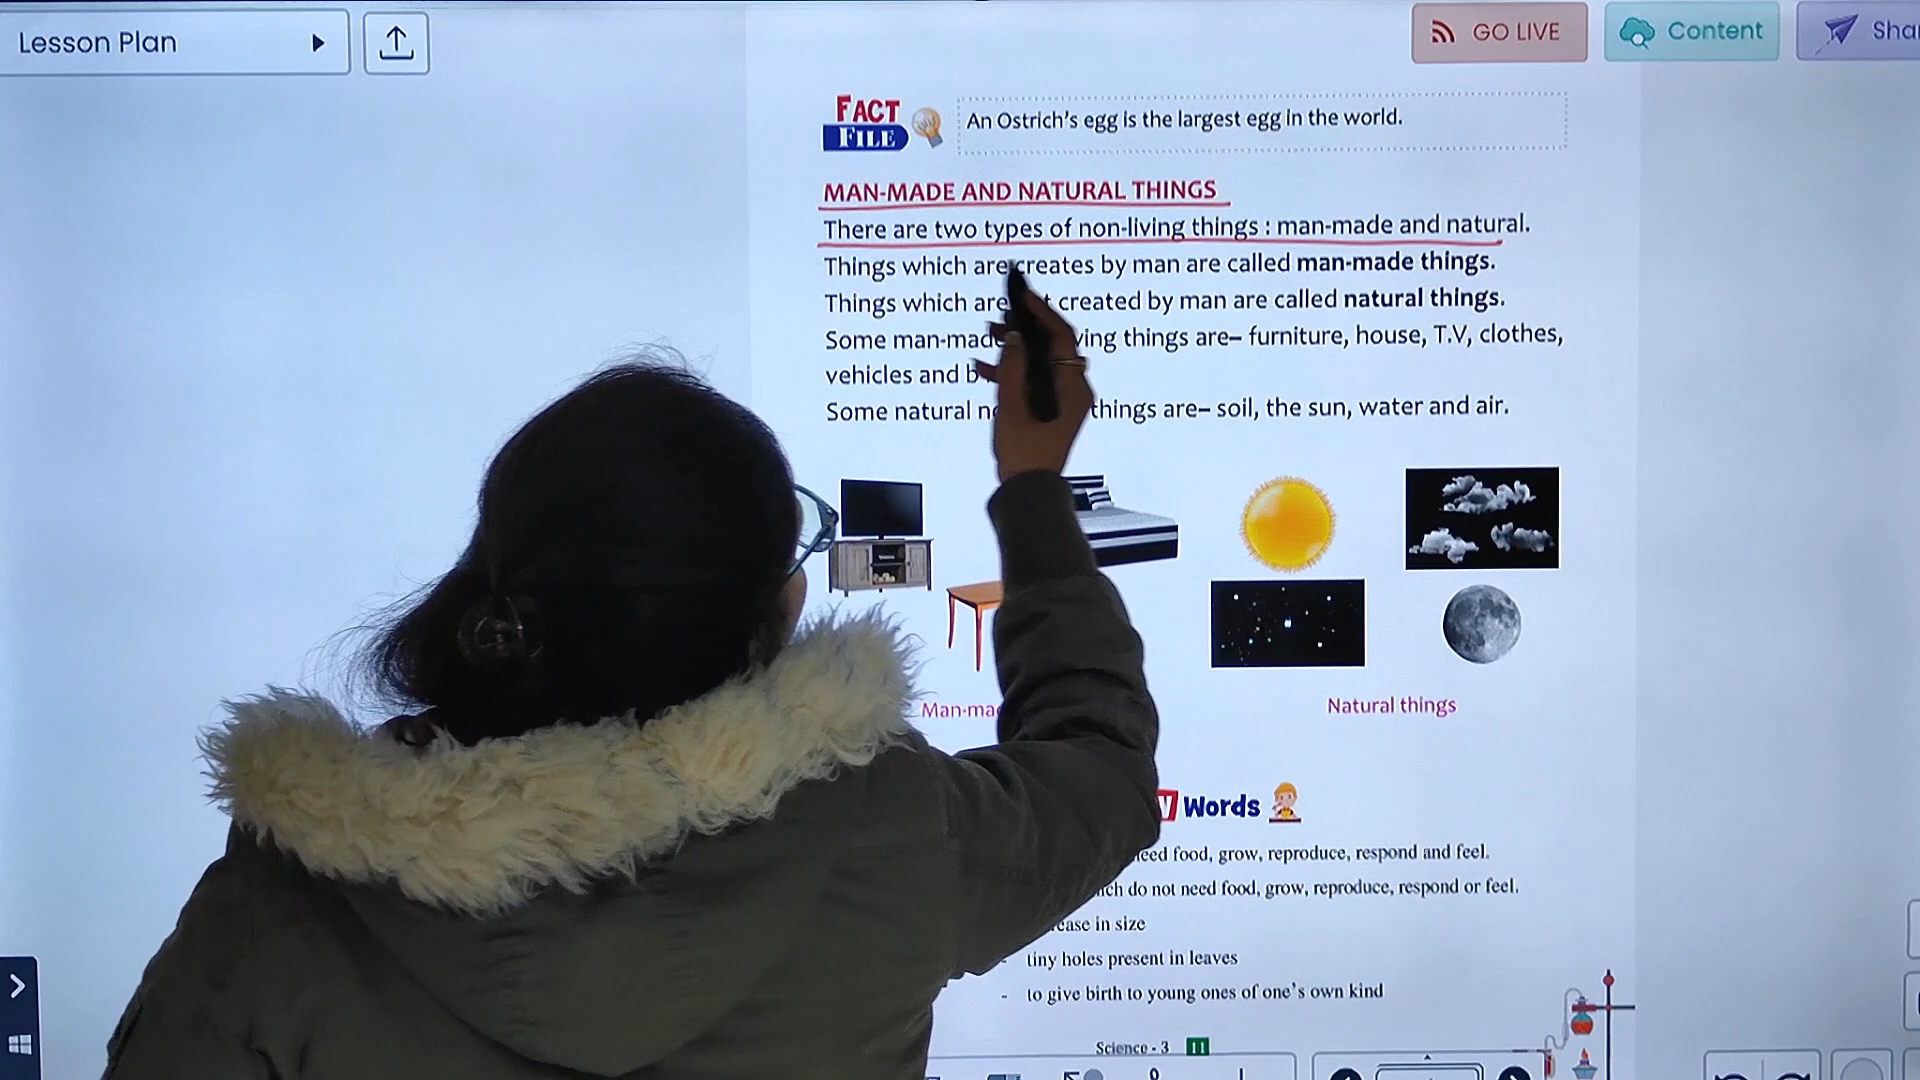 Lesson Plan
GO LIVE
Content
FACT
FILE
An Ostrich's egg is the largest egg in the world.
MAN-MADE AND NATURAL THINGS
There are two types of non-living things : man-made and natural.
Things which are creates by man are called man-made things.
Things which are created by man are called natural things.
Some man-made things are– furniture, house, T.V, clothes,
vehicles and
Some natural things are– soil, the sun, water and air.
Natural things
Words
need food, grow, reproduce, respond and feel.
do not need food, grow, reproduce, respond or feel.
in size
- tiny holes present in leaves
- to give birth to young ones of one's own kind
Science - 3 11